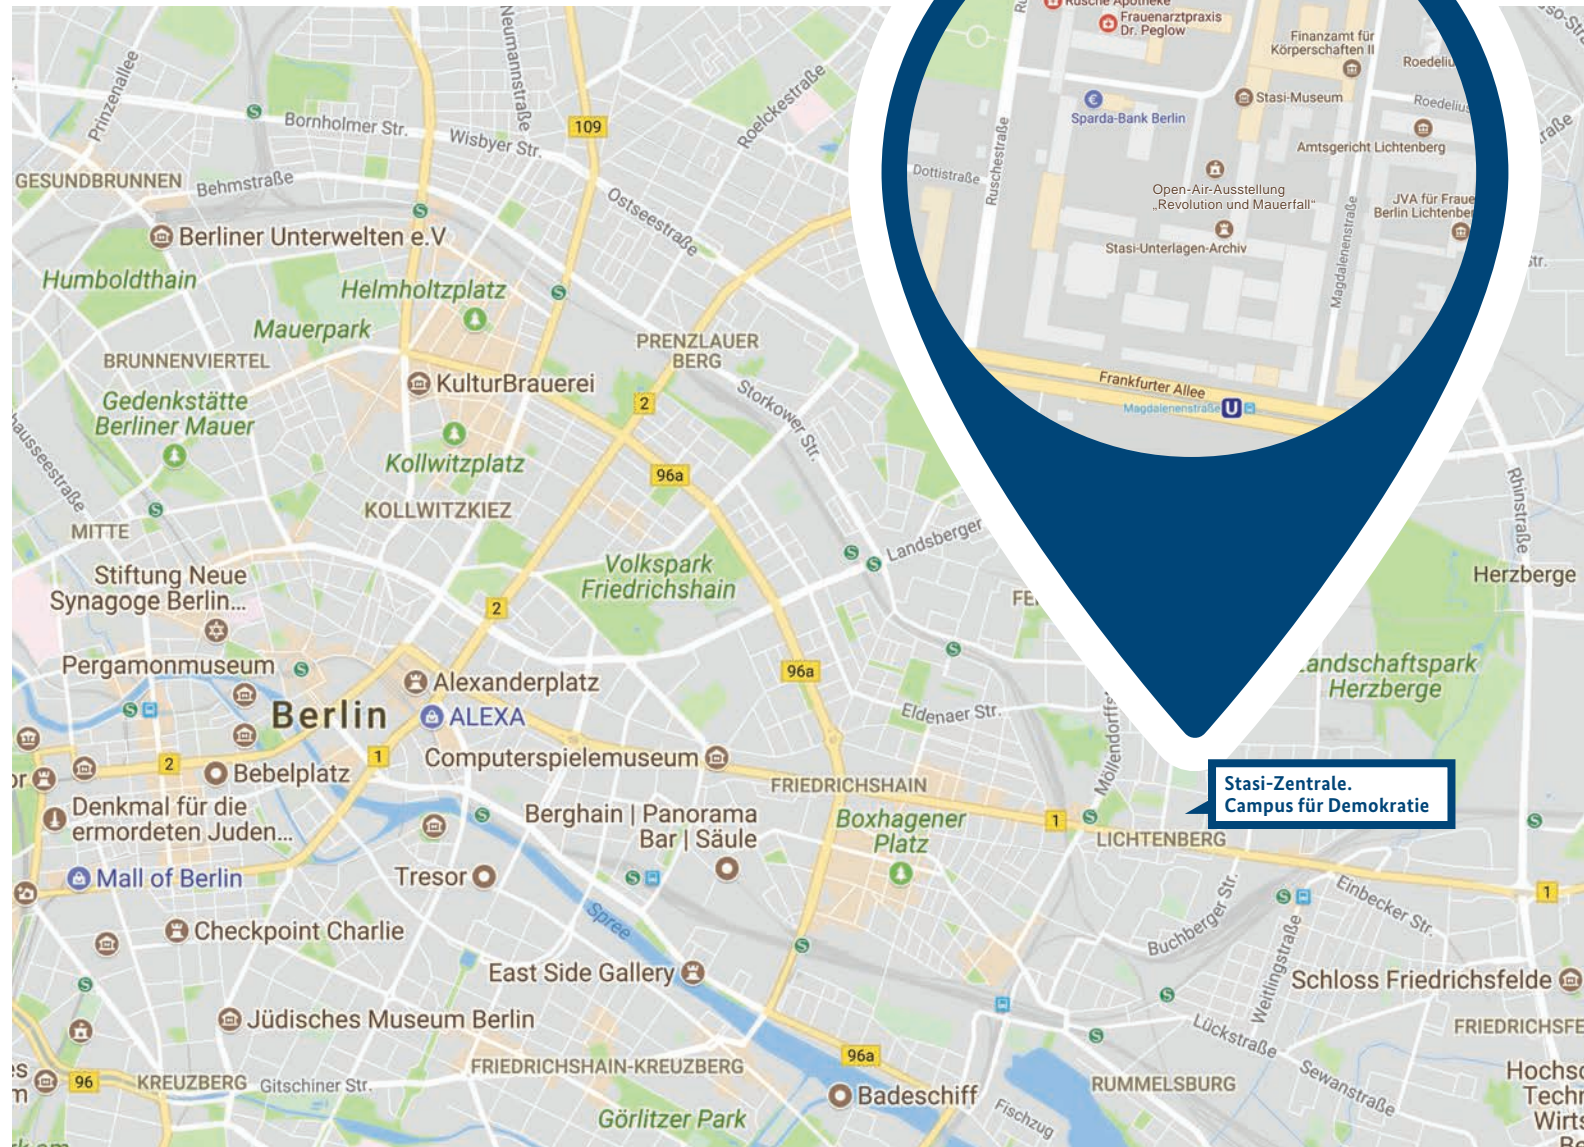 Neumannstraße
Prinzenallee
Bornholmer Str.
Wisbyer Str.
109
Roelckestraße
GESUNDBRUNNEN
Behmstraße
Ostseestraße
Berliner Unterwelten e.V
Humboldthain
Helmholtzplatz
Mauerpark
BRUNNENVIERTEL
PRENZLAUER
BERG
KulturBrauerei
Gedenkstätte
Berliner Mauer
2
Storkower Str.
Kollwitzplatz
96a
KOLLWITZKIEZ
MITTE
Landsberger
Rhinstraße
Stiftung Neue
Synagoge Berlin...
Volkspark
Friedrichshain
Herzberge
2
Pergamonmuseum
96a
Landschaftspark
Herzberge
Alexanderplatz
Berlin
ALEXA
Eldenaer Str.
1
2
Bebelplatz
Computerspielemuseum
FRIEDRICHSHAIN
Denkmal für die
ermordeten Juden...
Berghain | Panorama
Bar | Säule
Boxhagener
Platz
1
LICHTENBERG
Stasi-Zentrale.
Campus für Demokratie
Mall of Berlin
Tresor
1
Einbecker Str.
Buchberger Str.
Weitlingstraße
Checkpoint Charlie
Spree
East Side Gallery
Schloss Friedrichsfelde
Jüdisches Museum Berlin
Lückstraße
FRIEDRICHSFE
96a
FRIEDRICHSHAIN-KREUZBERG
96
KREUZBERG
Gitschiner Str.
Badeschiff
RUMMELSBURG
Sewanstraße
Fischzug
Görlitzer Park
Hochsc
Techn
Wirts
Rusche Apotheke
Frauenarztpraxis
Dr. Peglow
Finanzamt für
Körperschaften II
Roedeliu
Stasi-Museum
Roedelius
€
Sparda-Bank Berlin
Amtsgericht Lichtenberg
Dottistraße
Ruschestraße
Open-Air-Ausstellung
„Revolution und Mauerfall"
JVA für Fraue
Berlin Lichtenber
Stasi-Unterlagen-Archiv
Magdalenenstraße
Frankfurter Allee
Magdalenenstraße
U